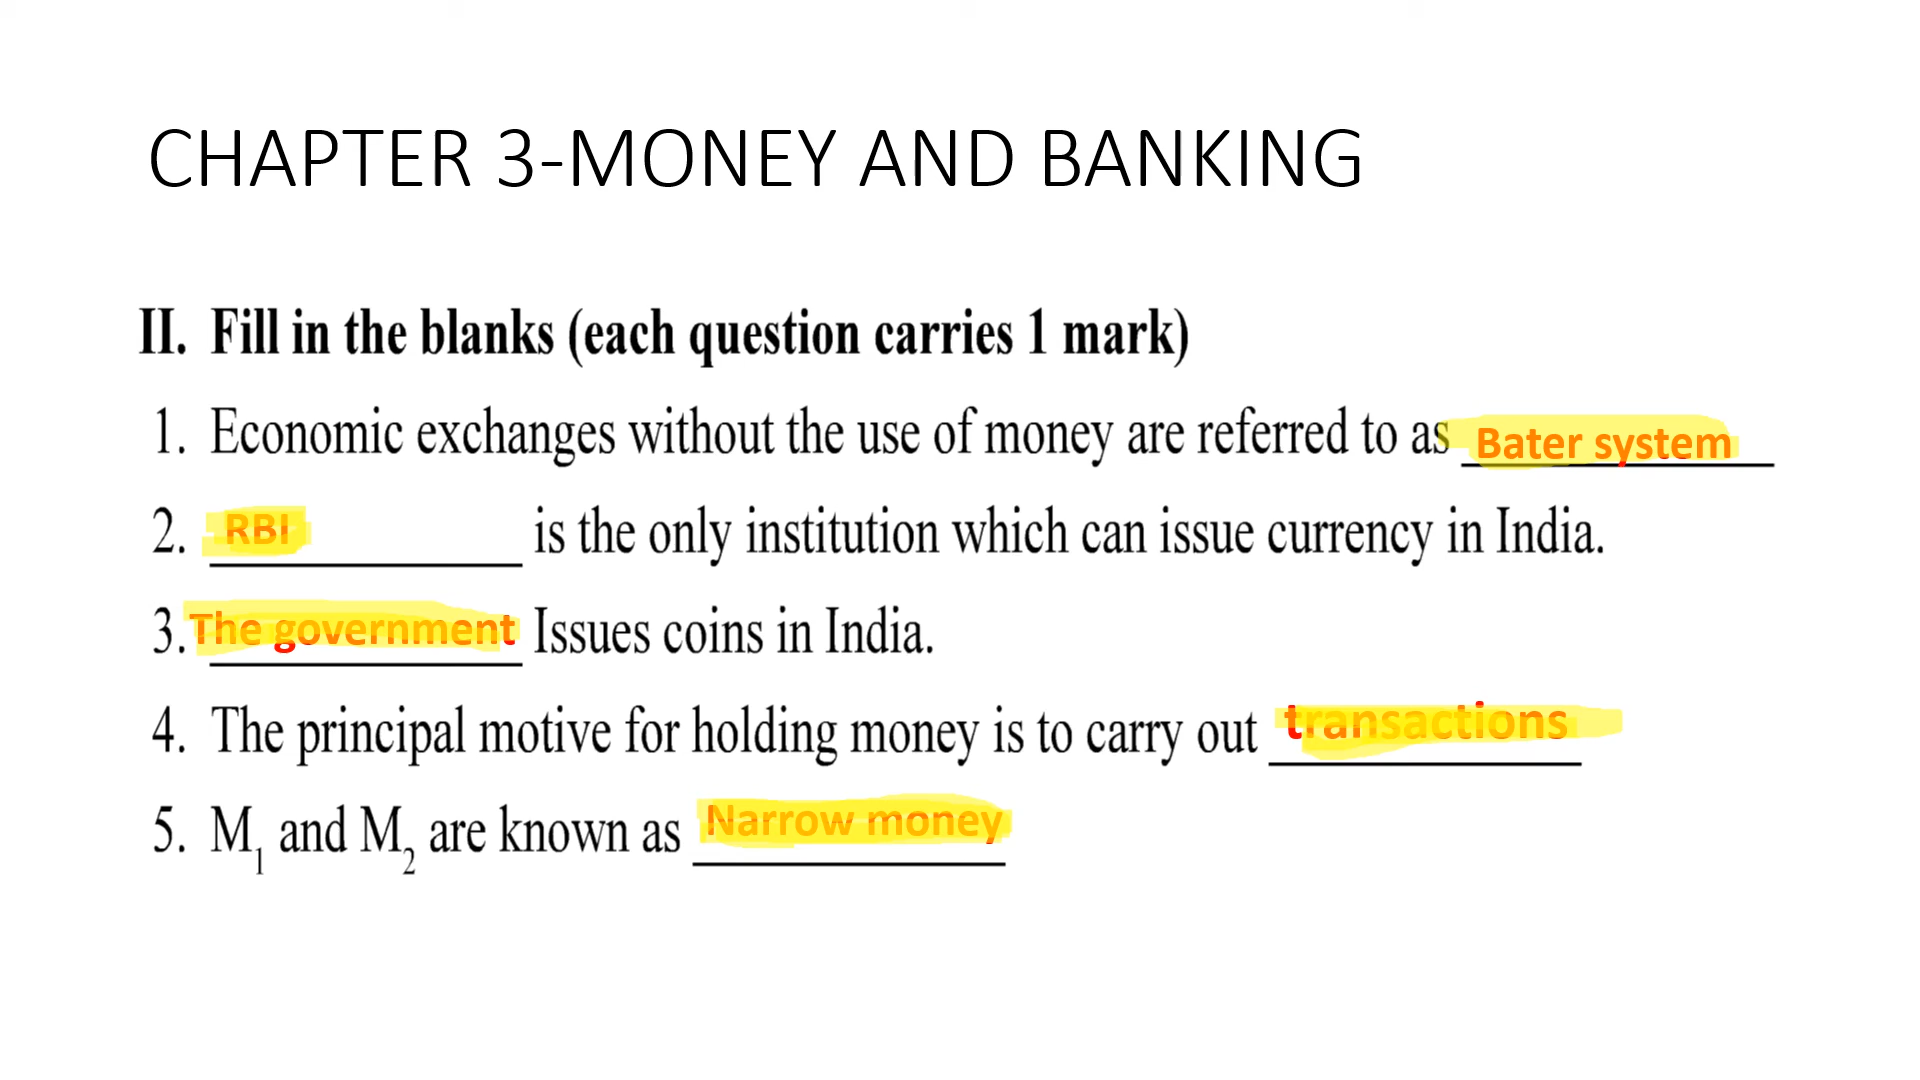 CHAPTER 3-MONEY AND BANKING
II. Fill in the blanks (each question carries 1 mark)
1. Economic exchanges without the use of money are referred to as Bater system
2. RBI is the only institution which can issue currency in India.
3. The government Issues coins in India.
4. The principal motive for holding money is to carry out transactions
5. M₁ and M₂ are known as Narrow money